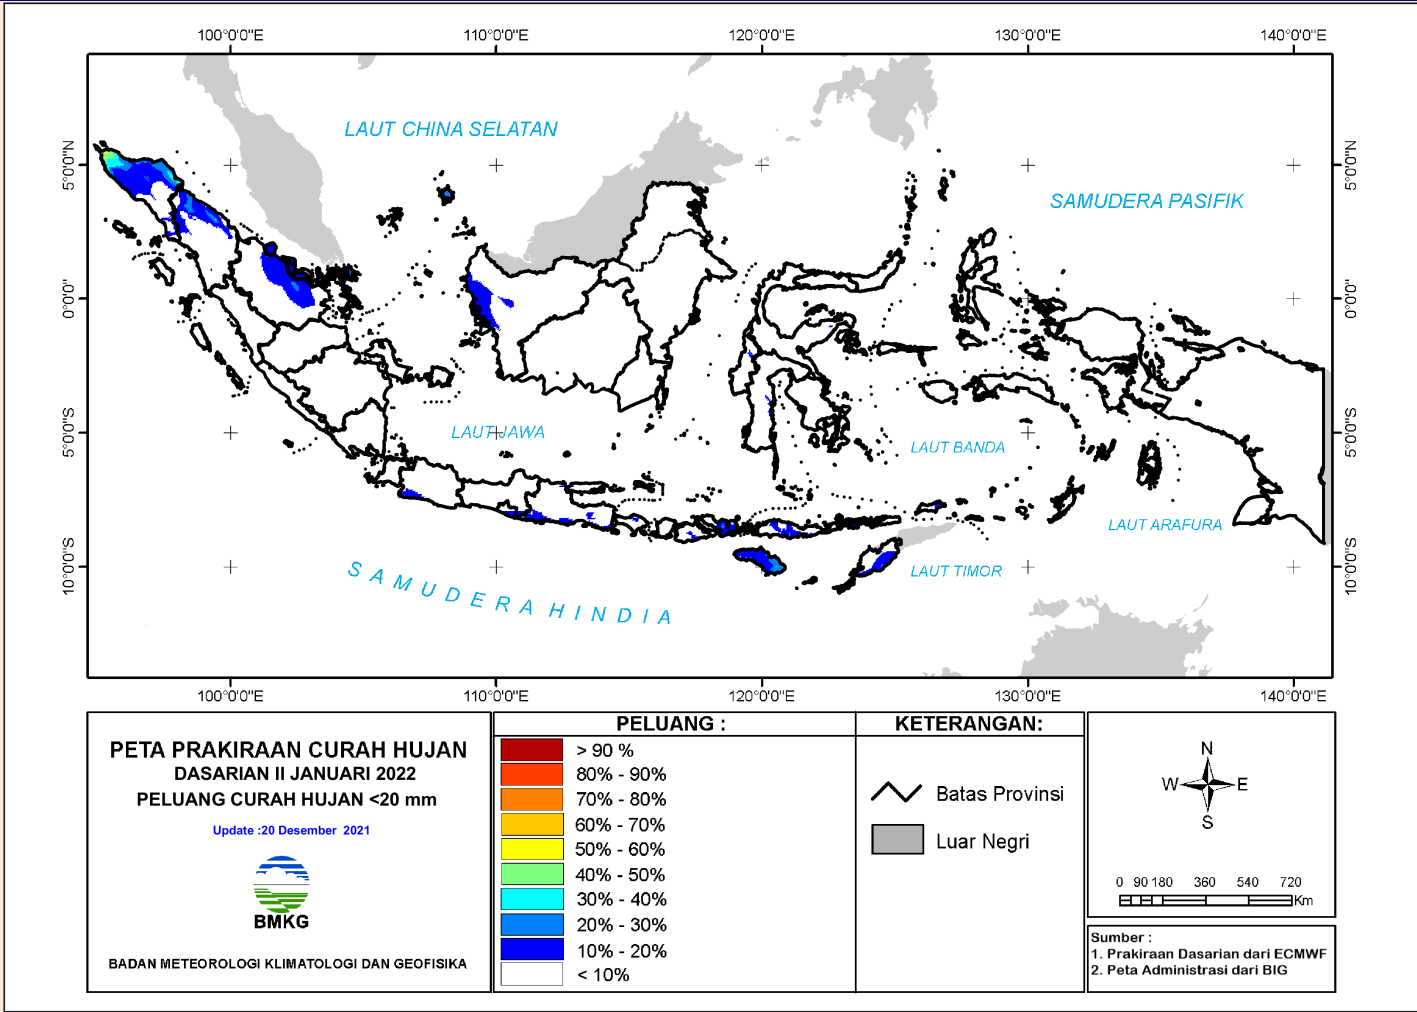 100°0'0"E 110°0'0"E 120°0'0"E 130°0'0"E 140°0'0"E
LAUT CHINA SELATAN
5°0'0"N 5°0'0"N
SAMUDERA PASIFIK
0°0'0" 0°0'0"
5°0'0"S LAUT JAWA 5°0'0"S
LAUT BANDA
LAUT ARAFURA
10°0'0"S LAUT TIMOR 10°0'0"S
SAMUDERA HINDIA
100°0'0"E 110°0'0"E 120°0'0"E 130°0'0"E 140°0'0"E
PETA PRAKIRAAN CURAH HUJAN
DASARIAN II JANUARI 2022
PELUANG CURAH HUJAN <20 mm
Update :20 Desember 2021
BMKG
BADAN METEOROLOGI KLIMATOLOGI DAN GEOFISIKA
PELUANG :
> 90 %
80% - 90%
70% - 80%
60% - 70%
50% - 60%
40% - 50%
30% - 40%
20% - 30%
10% - 20%
< 10%
KETERANGAN:
Batas Provinsi
Luar Negri
N
W E
S
0 90 180 360 540 720
Km
Sumber :
1. Prakiraan Dasarian dari ECMWF
2. Peta Administrasi dari BIG